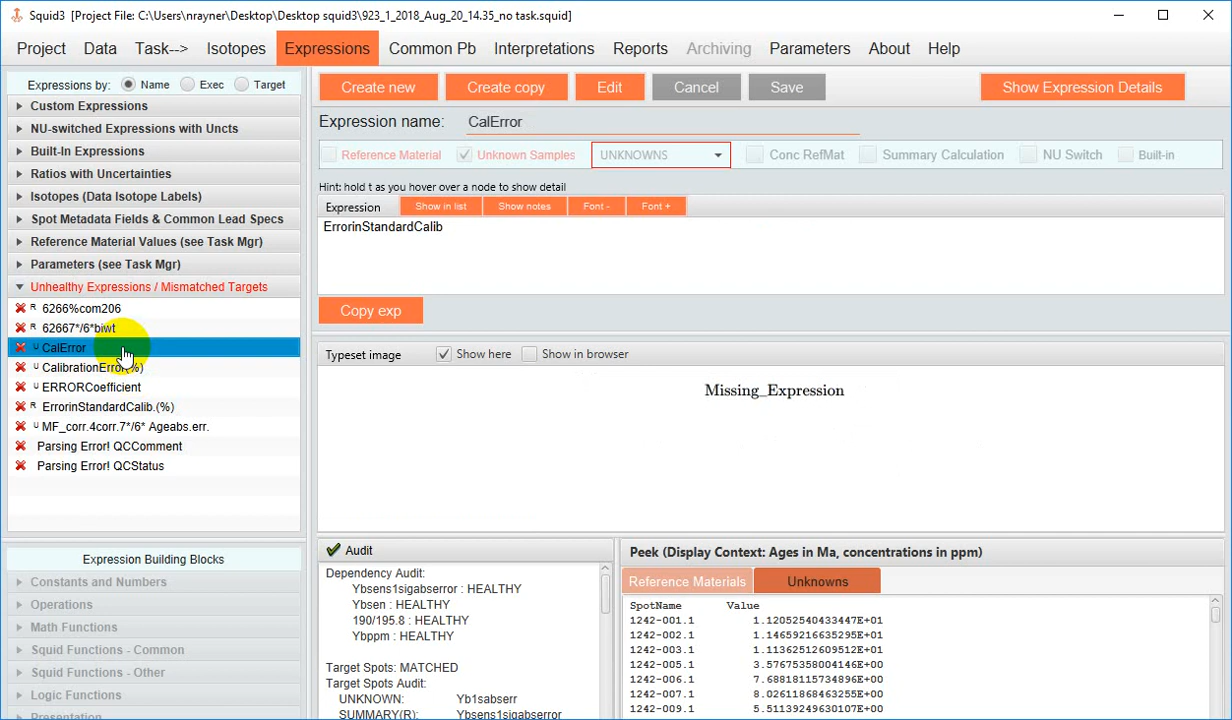 Squid3 [Project File: C:\Users\nrayner\Desktop\Desktop squid3\923_1_2018_Aug_20_14.35_no task.squid]
Project Data Task--> Isotopes Expressions Common Pb Interpretations Reports Archiving Parameters About Help
Expressions by: Name Exec Target
Custom Expressions
NU-switched Expressions with Uncts
Built-In Expressions
Ratios with Uncertainties
Isotopes (Data Isotope Labels)
Spot Metadata Fields & Common Lead Specs
Reference Material Values (see Task Mgr)
Parameters (see Task Mgr)
Unhealthy Expressions / Mismatched Targets
R 6266%com206
R 62667*/6*biwt
U CalError
U CalibrationError(%)
U ERRORCoefficient
R ErrorinStandardCalib.(%)
U MF_corr.4corr.7*/6* Ageabs.err.
Parsing Error! QCComment
Parsing Error! QCStatus
Expression Building Blocks
Constants and Numbers
Operations
Math Functions
Squid Functions - Common
Squid Functions - Other
Logic Functions
Presentation
Create new Create copy Edit Cancel Save Show Expression Details
Expression name: CalError
Reference Material Unknown Samples UNKNOWNS Conc RefMat Summary Calculation NU Switch Built-in
Hint: hold t as you hover over a node to show detail
Expression Show in list Show notes Font - Font +
ErrorinStandardCalib
Copy exp
Typeset image Show here Show in browser
Missing_Expression
Audit
Dependency Audit:
Ybsens1sigabserror : HEALTHY
Ybsen : HEALTHY
190/195.8 : HEALTHY
Ybppm : HEALTHY
Target Spots: MATCHED
Target Spots Audit:
UNKNOWN: Yb1sabserr
SUMMARY(R): Ybsens1sigabserror
Peek (Display Context: Ages in Ma, concentrations in ppm)
Reference Materials Unknowns
SpotName Value
1242-001.1 1.12052540433447E+01
1242-002.1 1.14659216635295E+01
1242-003.1 1.11362512609512E+01
1242-005.1 3.57675358004146E+00
1242-006.1 7.68818115734896E+00
1242-007.1 8.02611868463255E+00
1242-009.1 5.51139249630107E+00